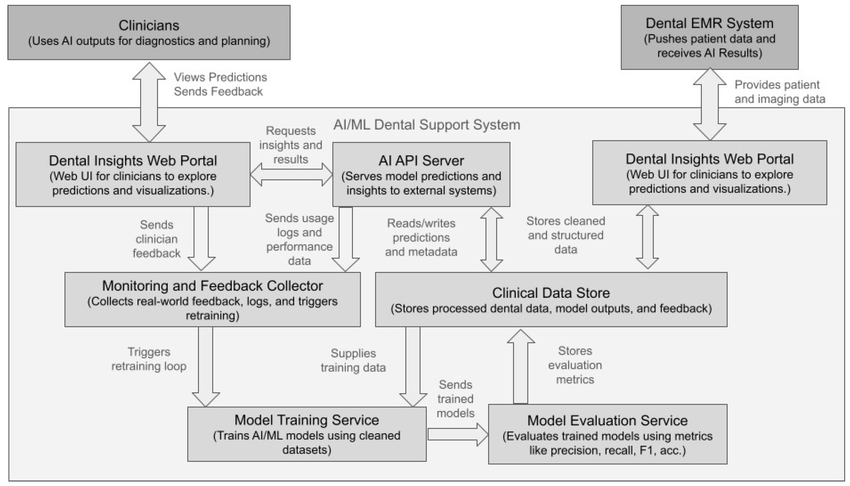 Clinicians
(Uses AI outputs for diagnostics and planning)
Dental EMR System
(Pushes patient data and
receives AI Results)
Views Predictions
Sends Feedback
Provides patient
and imaging data
AI/ML Dental Support System
Dental Insights Web Portal
(Web UI for clinicians to explore
predictions and visualizations.)
Requests
insights and
results
AI API Server
(Serves model predictions and
insights to external systems)
Dental Insights Web Portal
(Web UI for clinicians to explore
predictions and visualizations.)
Sends
clinician
feedback
Sends usage
logs and
performance
data
Reads/writes
predictions
and metadata
Stores cleaned
and structured
data
Monitoring and Feedback Collector
(Collects real-world feedback, logs, and triggers
retraining)
Clinical Data Store
(Stores processed dental data, model outputs, and feedback)
Triggers
retraining loop
Supplies
training data
Stores
evaluation
metrics
Sends
trained
models
Model Training Service
(Trains AI/ML models using cleaned
datasets)
Model Evaluation Service
(Evaluates trained models using metrics
like precision, recall, F1, acc.)